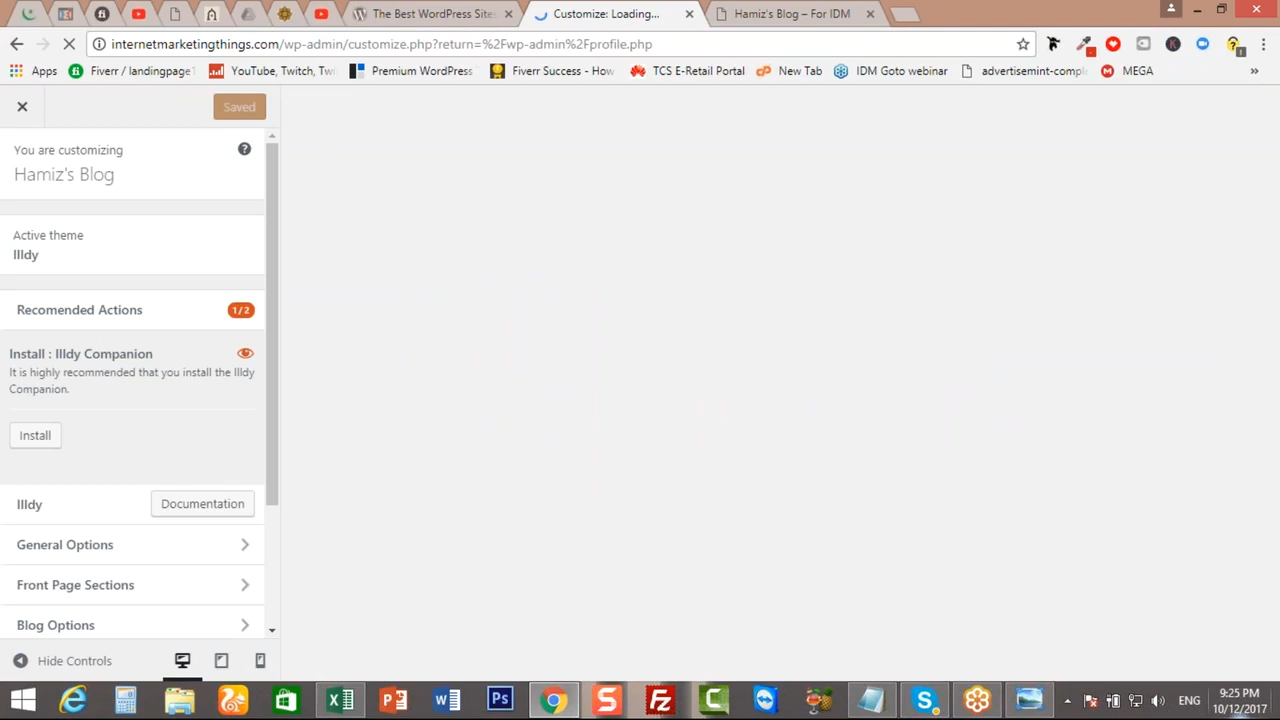 The Best WordPress Sites
Customize: Loading...
Hamiz's Blog – For IDM
internetmarketingthings.com/wp-admin/customize.php?return=%2Fwp-admin%2Fprofile.php
Apps
Fiverr / landingpage
YouTube, Twitch, Twi
Premium WordPress
Fiverr Success - How
TCS E-Retail Portal
New Tab
IDM Goto webinar
advertisemint-comple
MEGA
Saved
You are customizing
Hamiz's Blog
Active theme
Illdy
Recomended Actions
1/2
Install : Illdy Companion
It is highly recommended that you install the Illdy
Companion.
Install
Illdy
Documentation
General Options
Front Page Sections
Blog Options
Hide Controls
ENG
9:25 PM
10/12/2017